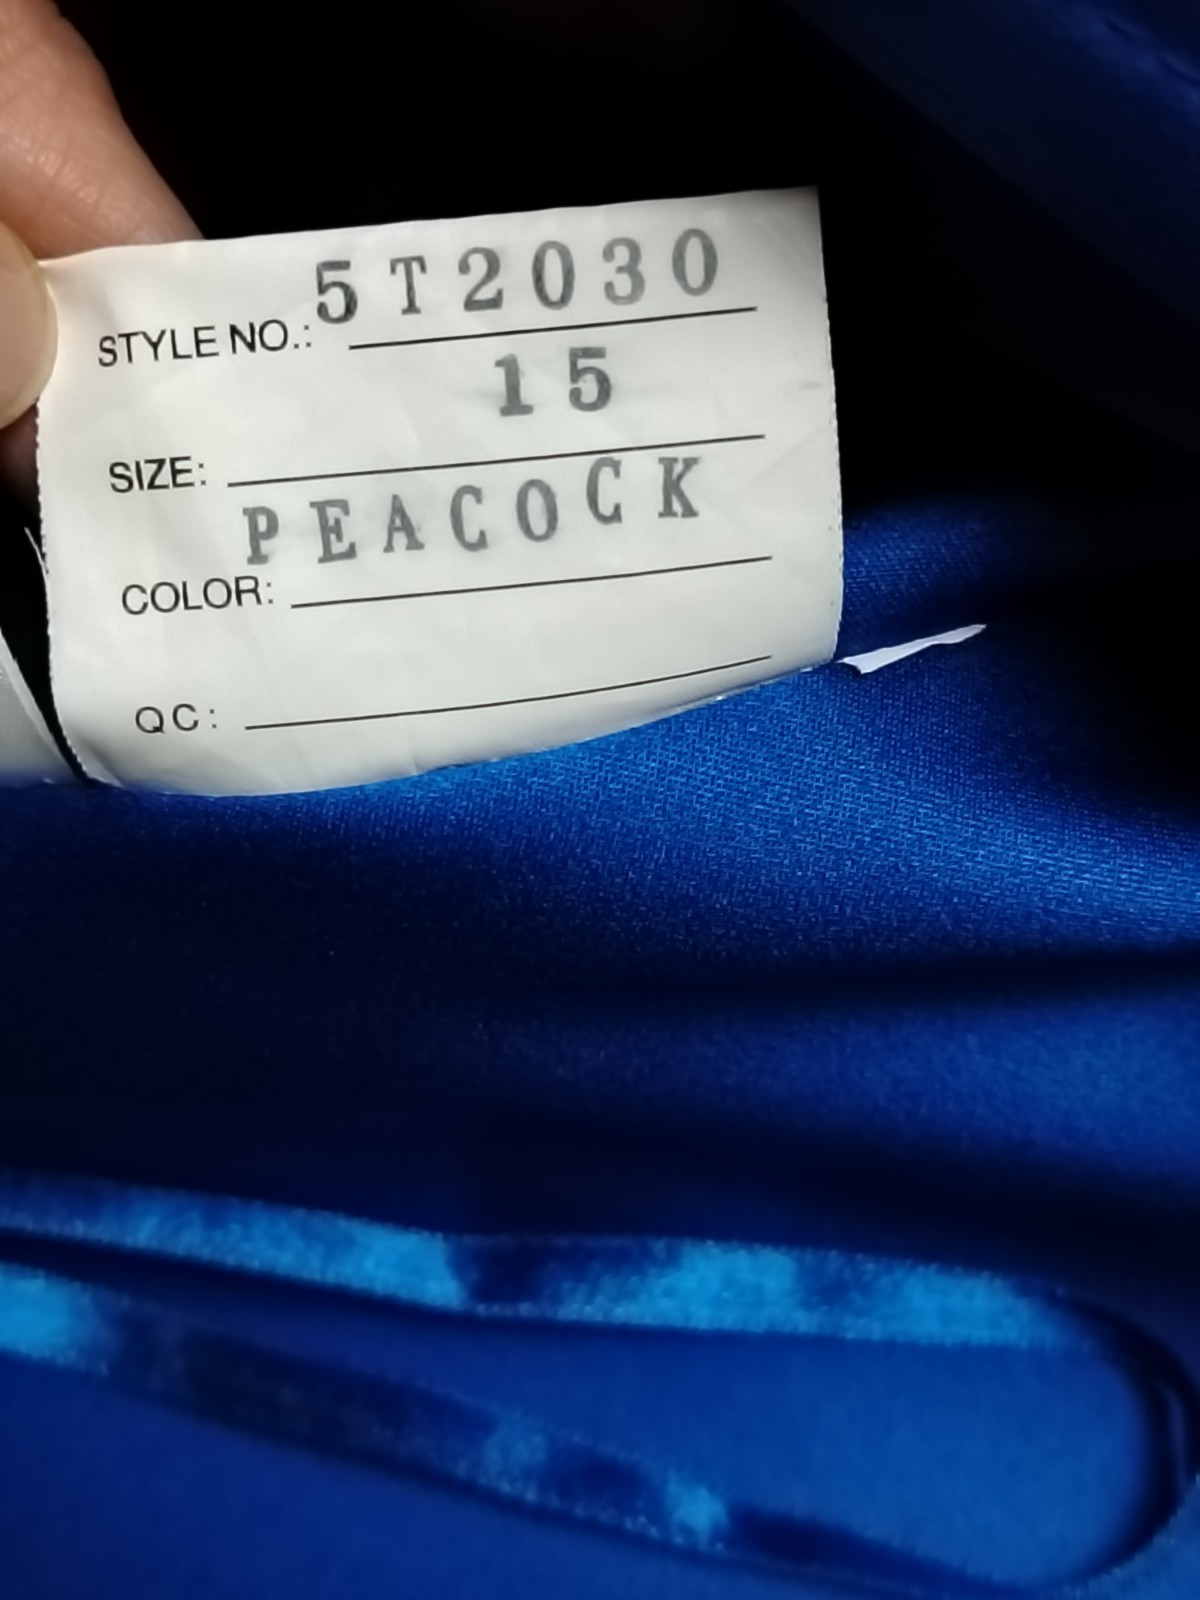 STYLE NO.: 5T2030
SIZE: 15
COLOR: PEACOCK
QC: